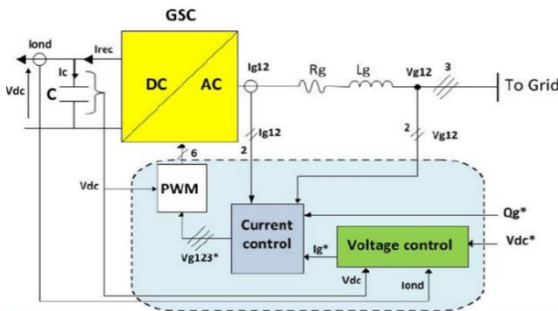 GSC
Iond
Irec
Ig12
Rg
Lg
Vg12
3
To Grid
Ic
Vdc
C
DC
AC
Ig12
2
2
Vg12
6
Vdc
PWM
Current
control
Qg*
Voltage control
Vdc*
Ig*
Vg123*
Vdc
Iond